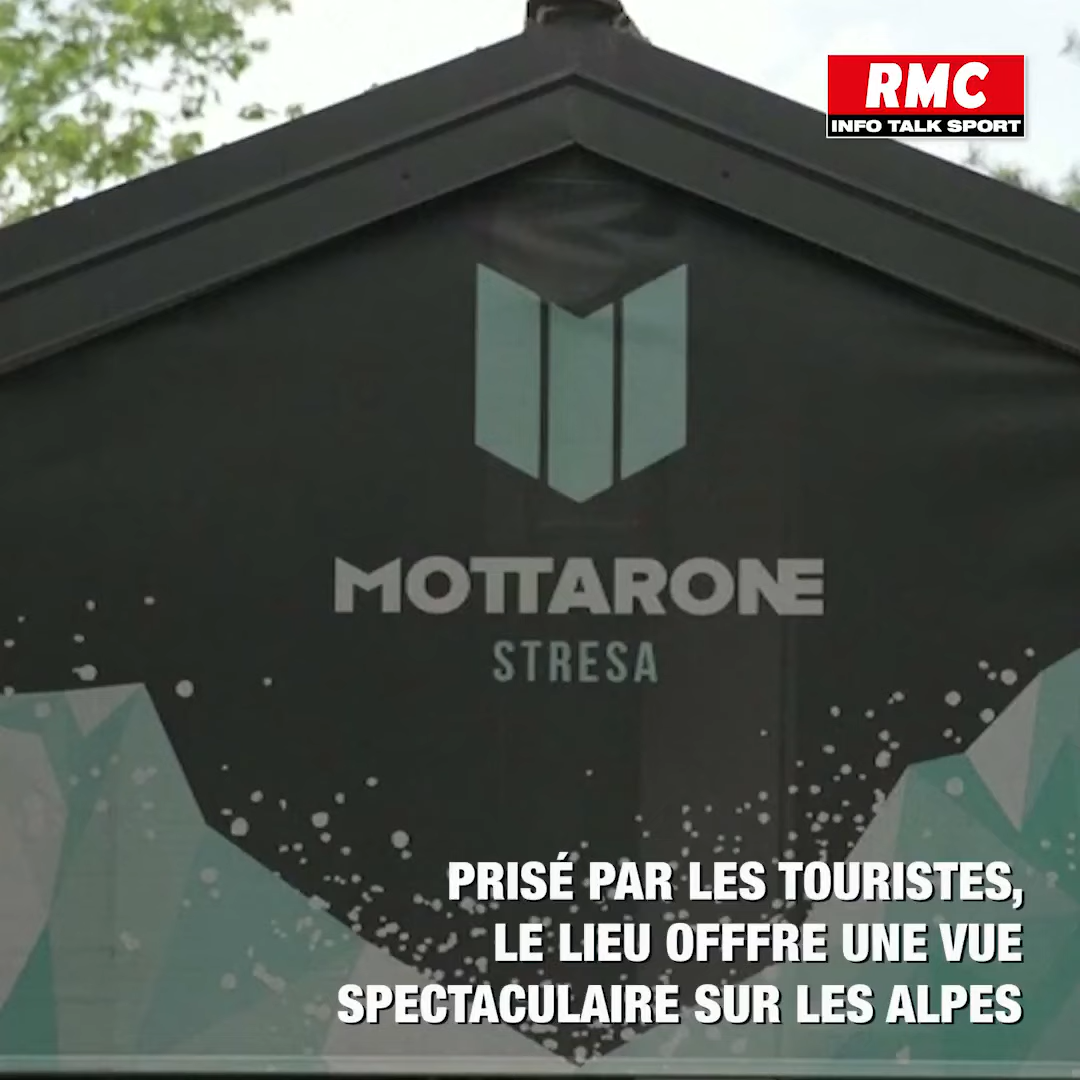 RMC
INFO TALK SPORT
MOTTARONE
STRESA
PRISÉ PAR LES TOURISTES,
LE LIEU OFFFRE UNE VUE
SPECTACULAIRE SUR LES ALPES